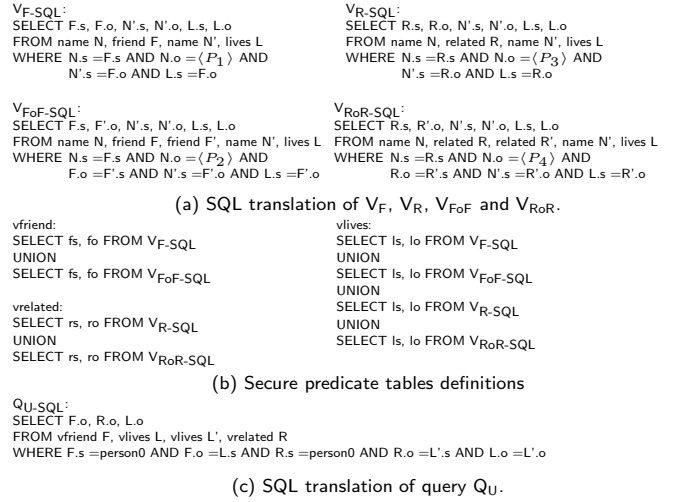 V_F-SQL:
SELECT F.s, F.o, N'.s, N'.o, L.s, L.o
FROM name N, friend F, name N', lives L
WHERE N.s =F.s AND N.o =⟨P_1⟩ AND
N'.s =F.o AND L.s =F.o
V_R-SQL:
SELECT R.s, R.o, N'.s, N'.o, L.s, L.o
FROM name N, related R, name N', lives L
WHERE N.s =R.s AND N.o =⟨P_3⟩ AND
N'.s =R.o AND L.s =R.o
V_FoF-SQL:
SELECT F.s, F'.o, N'.s, N'.o, L.s, L.o
FROM name N, friend F, friend F', name N', lives L
WHERE N.s =F.s AND N.o =⟨P_2⟩ AND
F.o =F'.s AND N'.s =F'.o AND L.s =F'.o
V_RoR-SQL:
SELECT R.s, R'.o, N'.s, N'.o, L.s, L.o
FROM name N, related R, related R', name N', lives L
WHERE N.s =R.s AND N.o =⟨P_4⟩ AND
R.o =R'.s AND N'.s =R'.o AND L.s =R'.o
(a) SQL translation of V_F, V_R, V_FoF and V_RoR.
vfriend:
SELECT fs, fo FROM V_F-SQL
UNION
SELECT fs, fo FROM V_FoF-SQL
vrelated:
SELECT rs, ro FROM V_R-SQL
UNION
SELECT rs, ro FROM V_RoR-SQL
vlives:
SELECT ls, lo FROM V_F-SQL
UNION
SELECT ls, lo FROM V_FoF-SQL
UNION
SELECT ls, lo FROM V_R-SQL
UNION
SELECT ls, lo FROM V_RoR-SQL
(b) Secure predicate tables definitions
Q_U-SQL:
SELECT F.o, R.o, L.o
FROM vfriend F, vlives L, vlives L', vrelated R
WHERE F.s =person0 AND F.o =L.s AND R.s =person0 AND R.o =L'.s AND L.o =L'.o
(c) SQL translation of query Q_U.